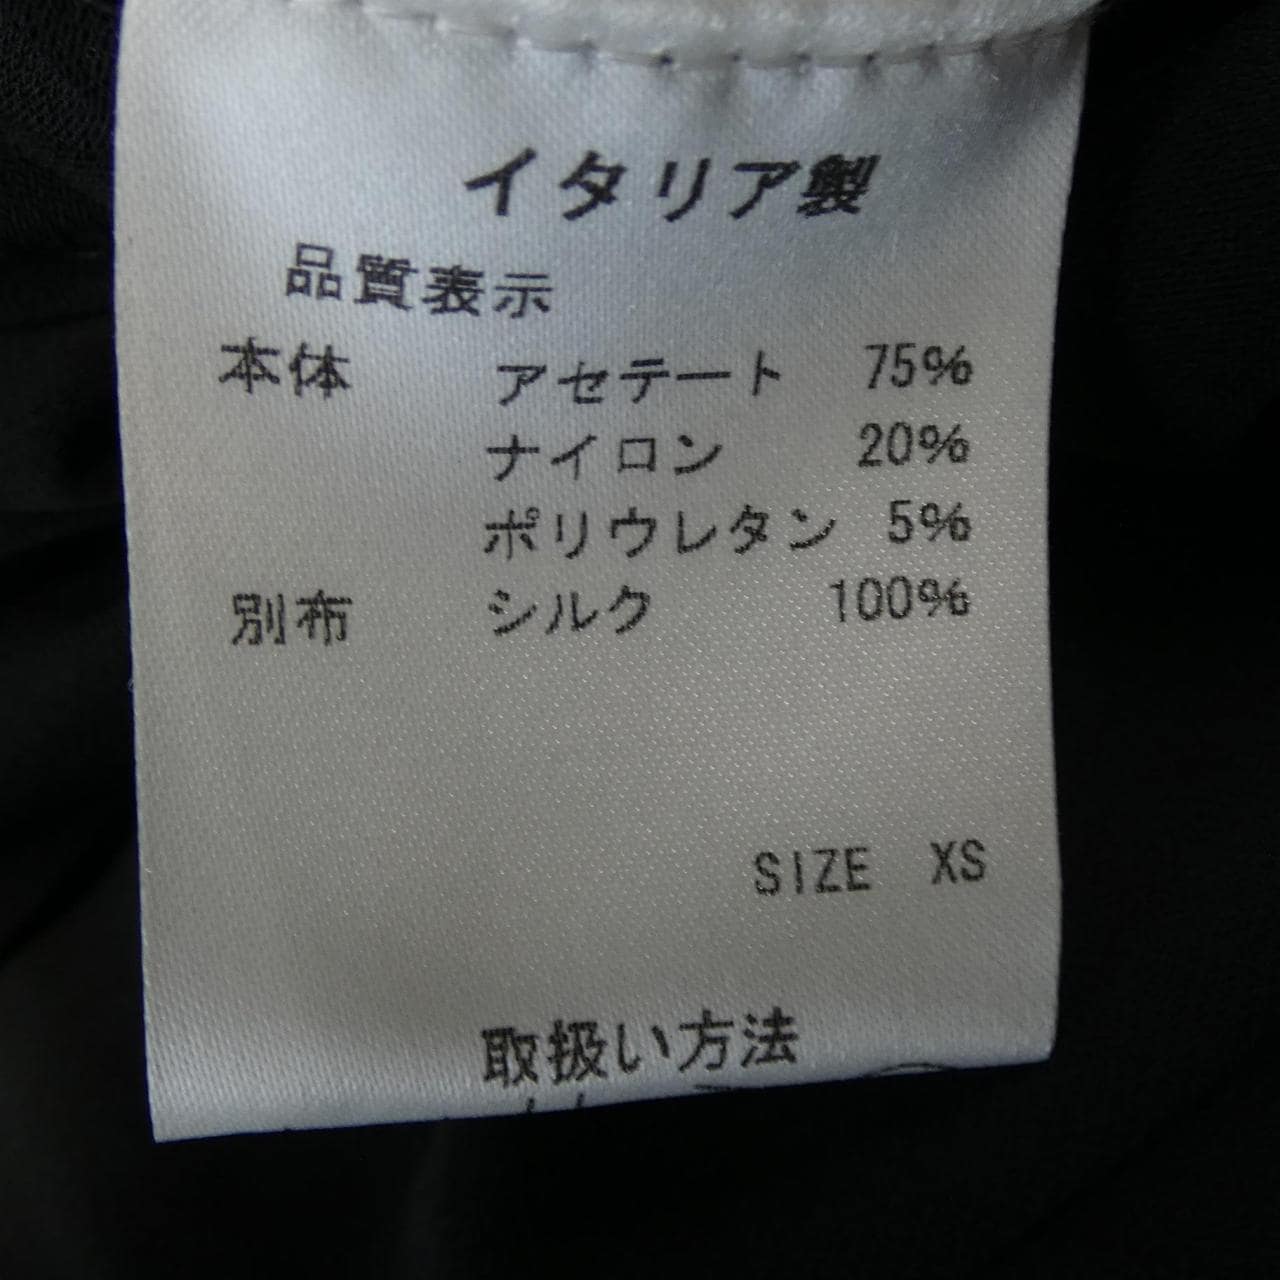 イタリア製
品質表示
本体 アセテート 75%
ナイロン 20%
ポリウレタン 5%
別布 シルク 100%
SIZE XS
取扱い方法